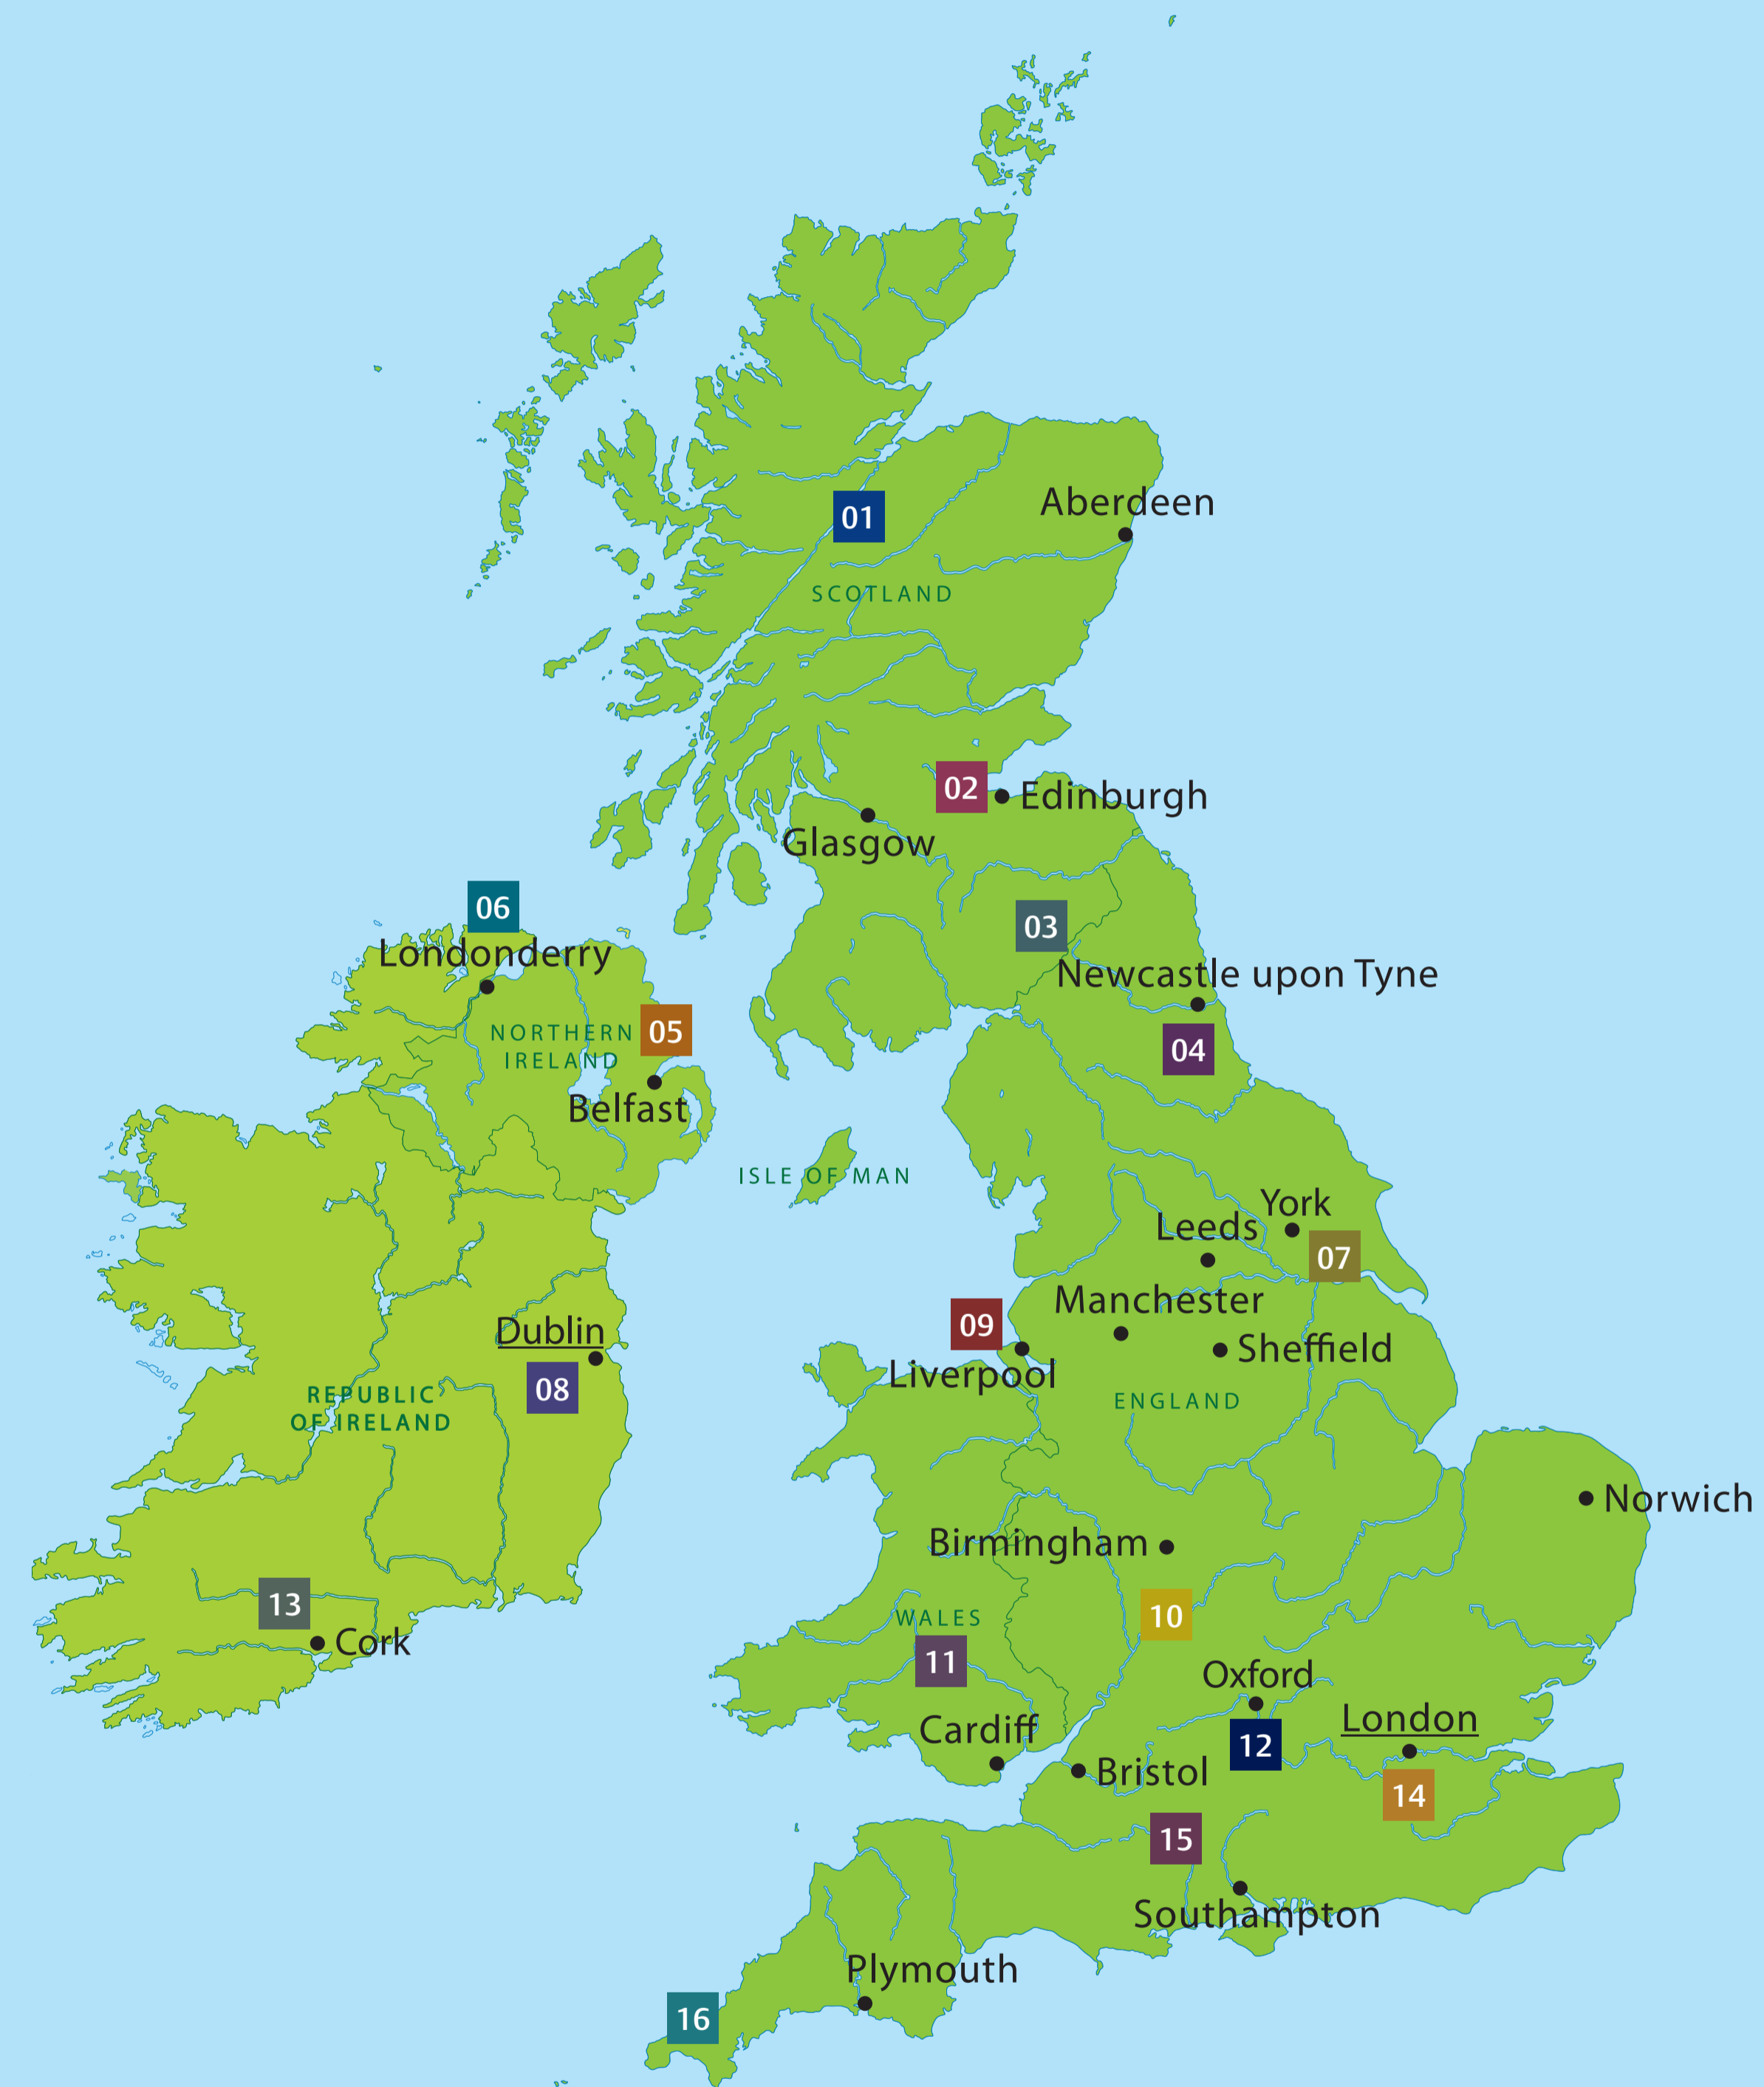 01
Aberdeen
SCOTLAND
02
Edinburgh
Glasgow
06
03
Londonderry
Newcastle upon Tyne
NORTHERN
IRELAND
05
04
Belfast
ISLE OF MAN
York
Leeds
07
Manchester
09
Dublin
Sheffield
Liverpool
08
REPUBLIC
OF IRELAND
ENGLAND
Norwich
Birmingham
13
WALES
10
Cork
11
Oxford
London
Cardiff
12
Bristol
14
15
Southampton
Plymouth
16